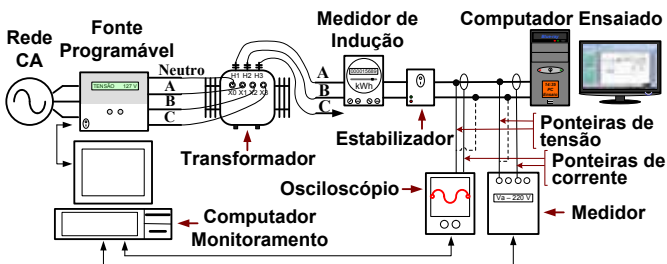 Rede
CA
Fonte
Programável
TENSÃO 127 V
Neutro
A
B
C
H1 H2 H3
X0 X1 X2 X3
Transformador
A
B
C
Medidor de
Indução
kWh
Estabilizador
Computador Ensaiado
Ponteiras de
tensão
Ponteiras de
corrente
Osciloscópio
Va – 220 V
Medidor
Computador
Monitoramento